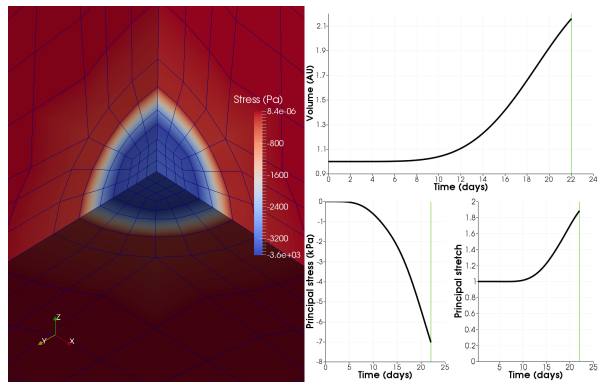 Stress (Pa)
8.4e-06
-800
-1600
-2400
-3200
-3.6e+03
Z
Y
X
Volume (AU)
2.1
1.9
1.7
1.5
1.3
1.1
0.9
0 2 4 6 8 10 12 14 16 18 20 22 24
Time (days)
Principal stress (kPa)
0
-1
-2
-3
-4
-5
-6
-7
-8
0 5 10 15 20 25
Time (days)
Principal stretch
2
1.8
1.6
1.4
1.2
1
0.8
0.6
0.4
0.2
0
5 10 15 20 25
Time (days)